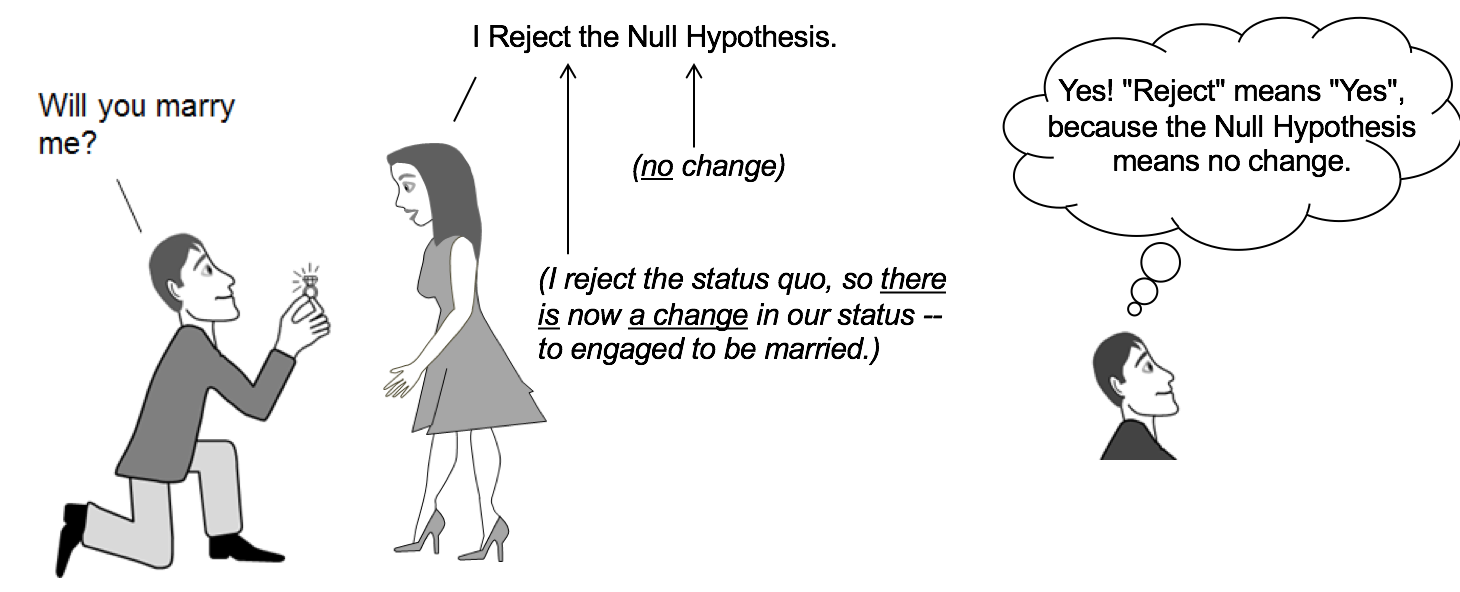 Will you marry
me?
I Reject the Null Hypothesis.
(no change)
(I reject the status quo, so there
is now a change in our status --
to engaged to be married.)
Yes! "Reject" means "Yes",
because the Null Hypothesis
means no change.